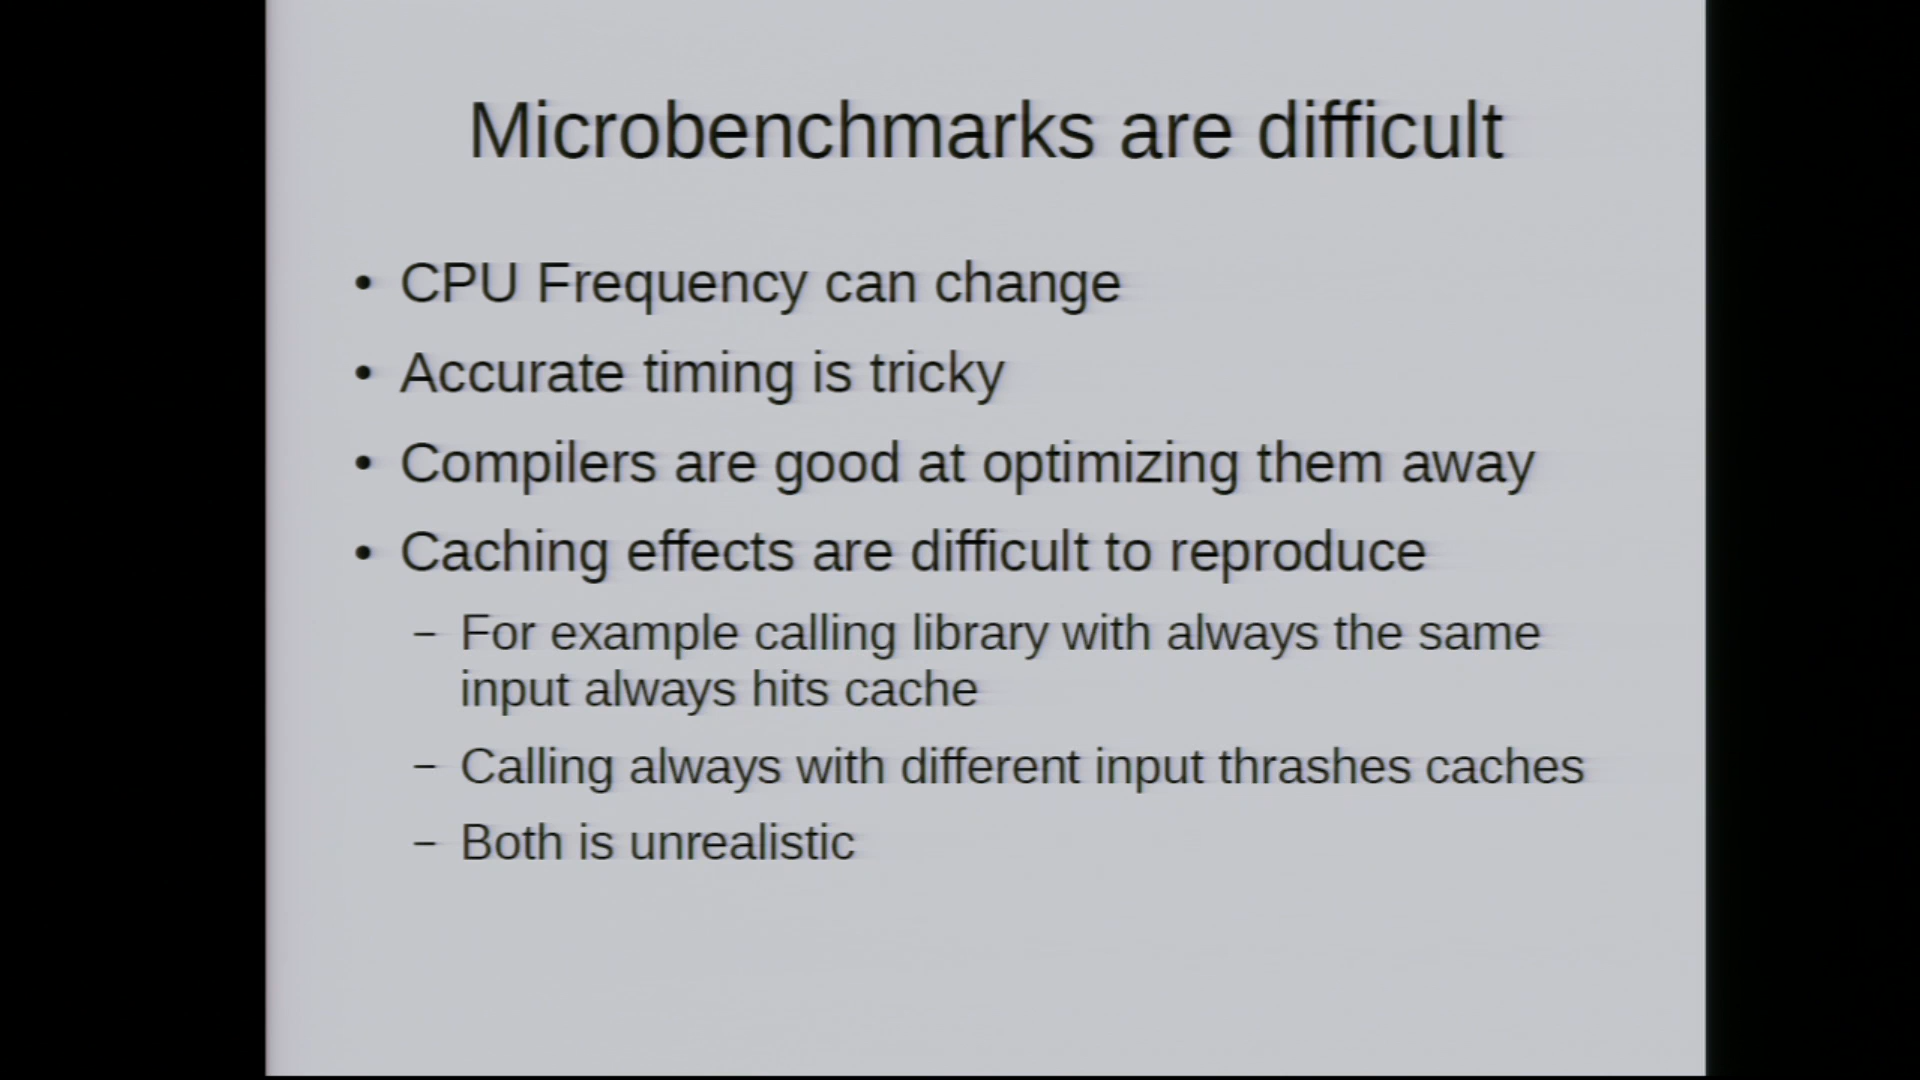 Microbenchmarks are difficult
• CPU Frequency can change
• Accurate timing is tricky
• Compilers are good at optimizing them away
• Caching effects are difficult to reproduce
– For example calling library with always the same
input always hits cache
– Calling always with different input thrashes caches
– Both is unrealistic